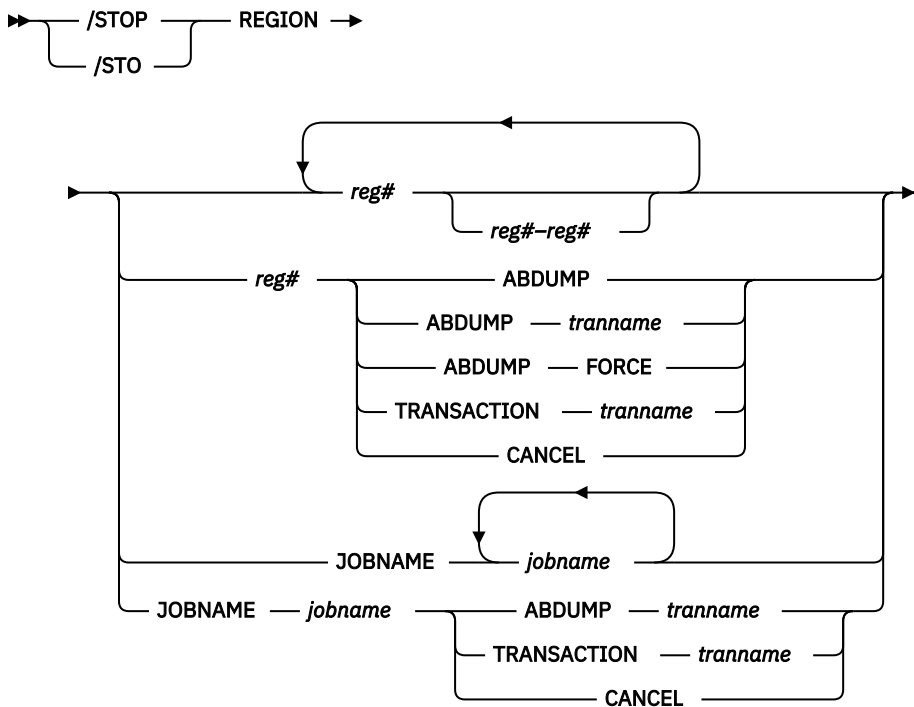 /STOP REGION
/STO
reg#
reg#–reg#
reg# ABDUMP
ABDUMP tranname
ABDUMP FORCE
TRANSACTION tranname
CANCEL
JOBNAME jobname
JOBNAME jobname ABDUMP tranname
TRANSACTION tranname
CANCEL